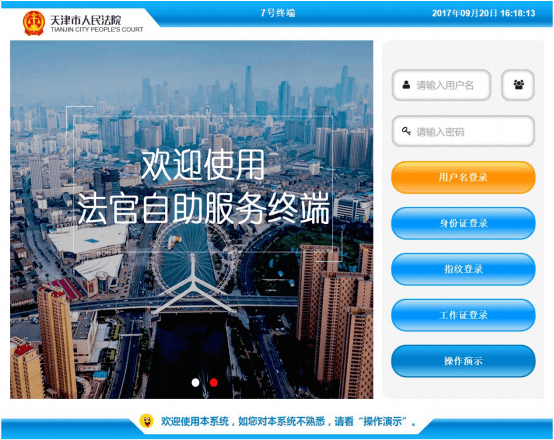 天津市人民法院
TIANJIN CITY PEOPLE'S COURT
7号终端
2017年09月20日 16:18:13
欢迎使用
法官自助服务终端
请输入用户名
请输入密码
用户名登录
身份证登录
指纹登录
工作证登录
操作演示
欢迎使用本系统，如您对本系统不熟悉，请看“操作演示”。